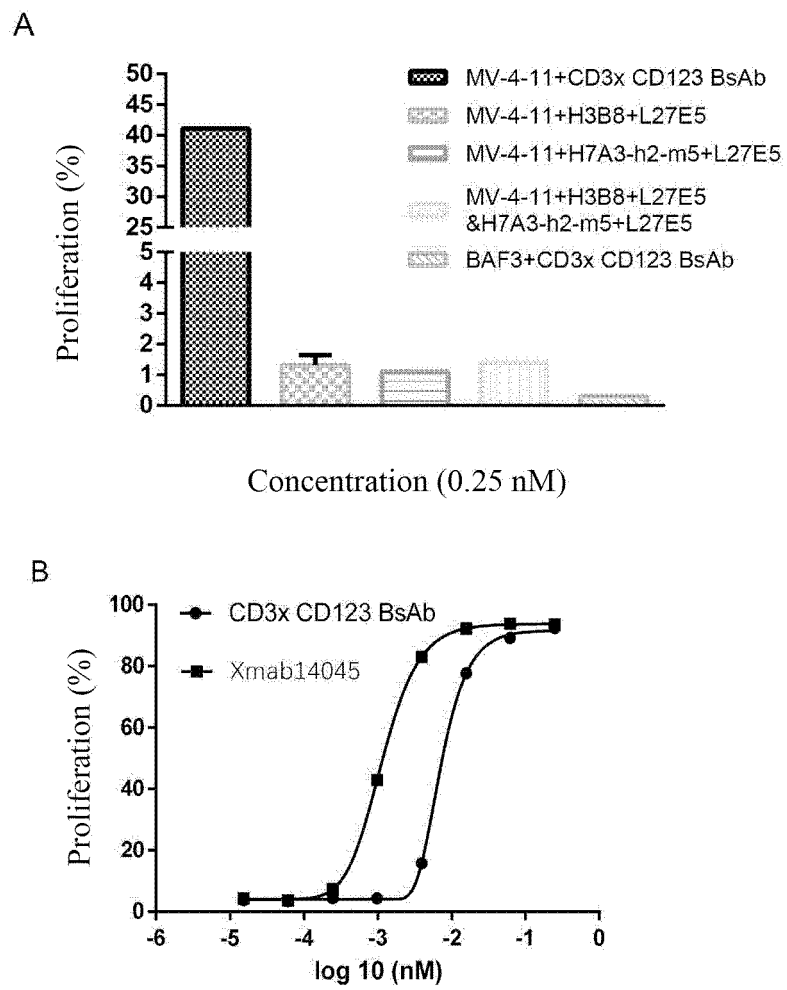 A
Proliferation (%)
50
45
40
35
30
25
5
4
3
2
1
0
MV-4-11+CD3x CD123 BsAb
MV-4-11+H3B8+L27E5
MV-4-11+H7A3-h2-m5+L27E5
MV-4-11+H3B8+L27E5
&H7A3-h2-m5+L27E5
BAF3+CD3x CD123 BsAb
Concentration (0.25 nM)
B
Proliferation (%)
100
80
60
40
20
0
CD3x CD123 BsAb
Xmab14045
-6 -5 -4 -3 -2 -1 0
log 10 (nM)